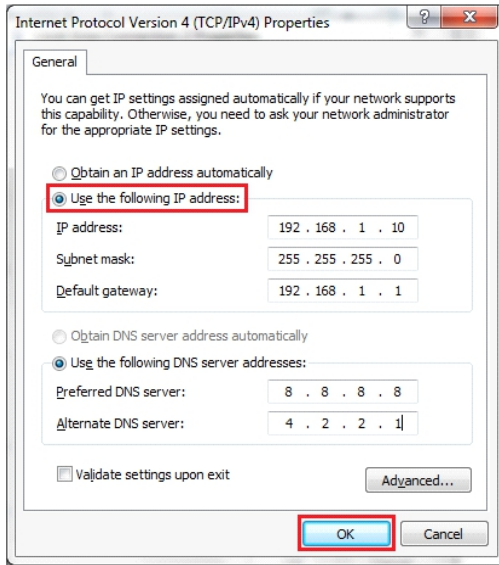 Internet Protocol Version 4 (TCP/IPv4) Properties
?
X
General
You can get IP settings assigned automatically if your network supports
this capability. Otherwise, you need to ask your network administrator
for the appropriate IP settings.
Obtain an IP address automatically
Use the following IP address:
IP address: 192 . 168 . 1 . 10
Subnet mask: 255 . 255 . 255 . 0
Default gateway: 192 . 168 . 1 . 1
Obtain DNS server address automatically
Use the following DNS server addresses:
Preferred DNS server: 8 . 8 . 8 . 8
Alternate DNS server: 4 . 2 . 2 . 1
Validate settings upon exit
Advanced...
OK Cancel